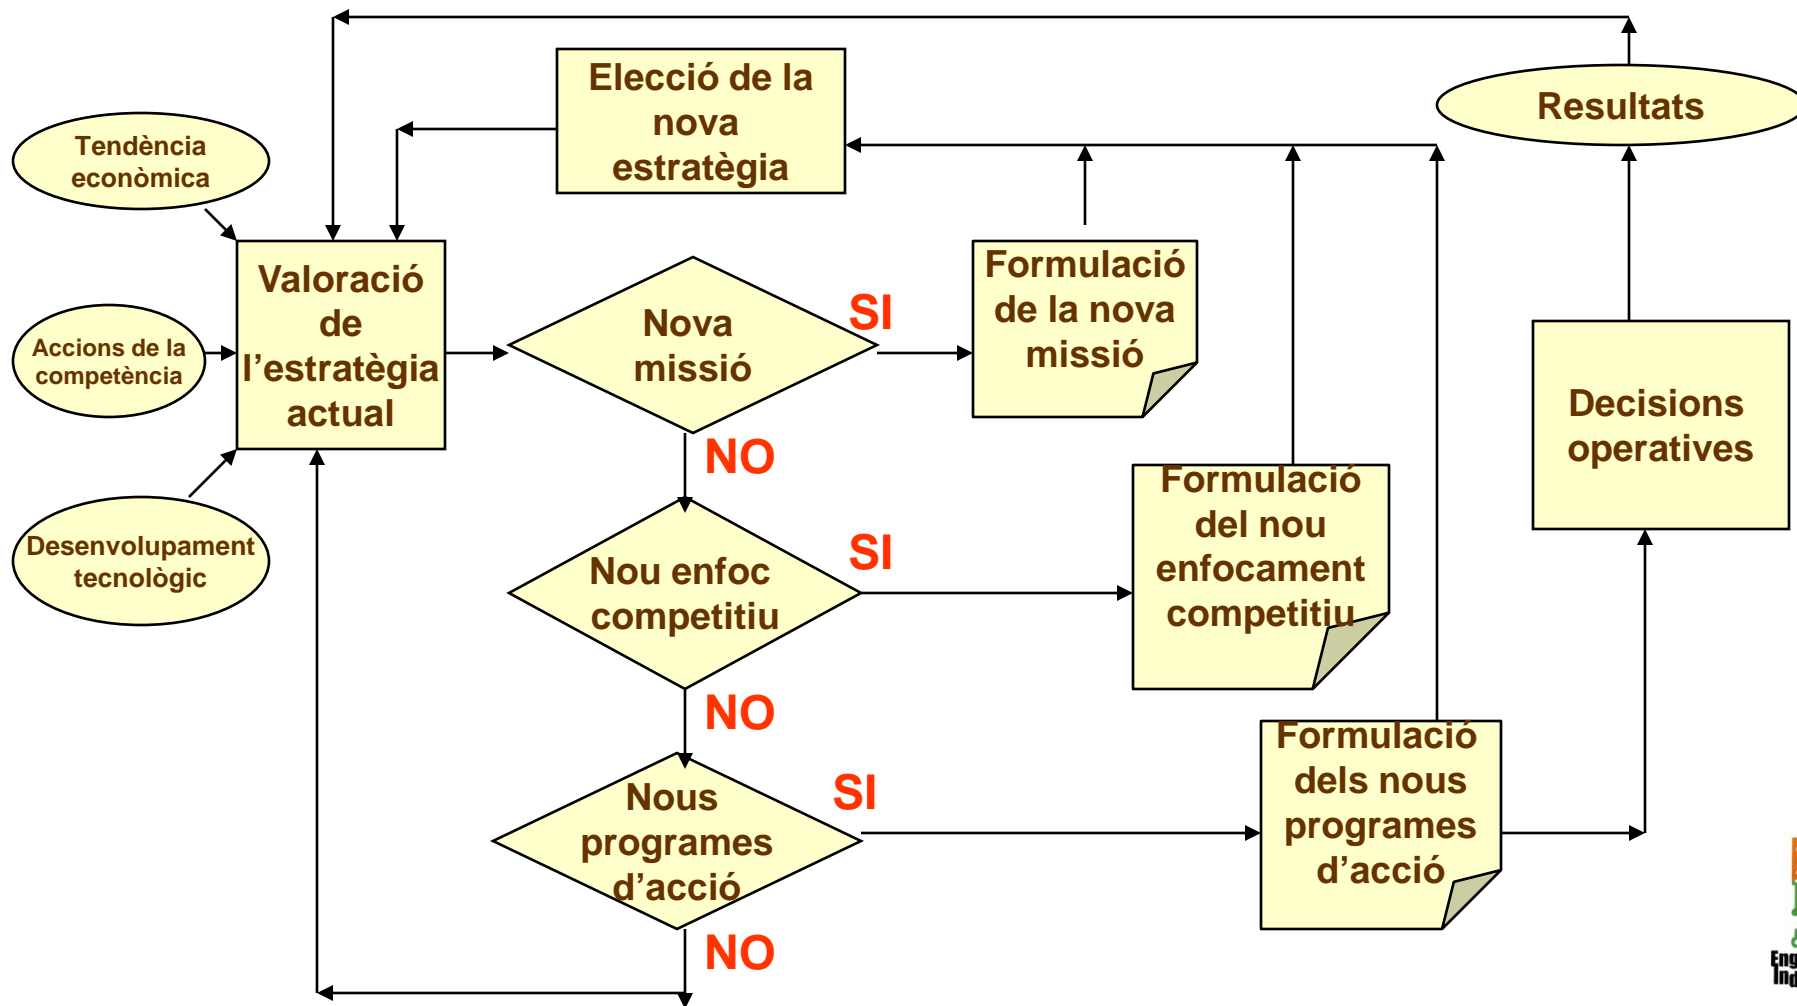 Elecció de la
nova
estratègia
Resultats
Tendència
econòmica
Valoració
de
l’estratègia
actual
Accions de la
competència
Desenvolupament
tecnològic
Nova
missió
SI
Formulació
de la nova
missió
NO
Nou enfoc
competitiu
SI
Formulació
del nou
enfocament
competitiu
Decisions
operatives
NO
Nous
programes
d’acció
SI
Formulació
dels nous
programes
d’acció
NO